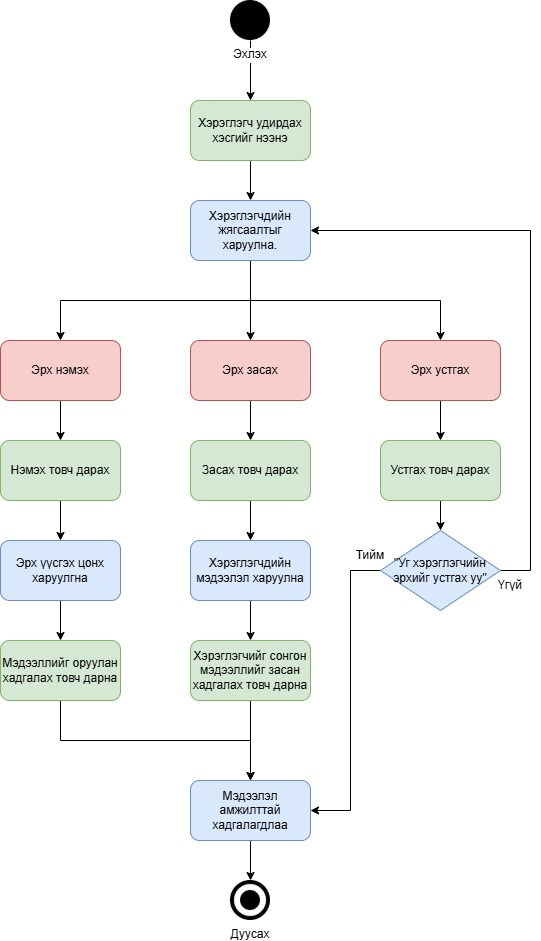 Эхлэх
Хэрэглэгч удирдах
хэсгийг нээнэ
Хэрэглэгчдийн
жягсаалтыг
харуулна.
Эрх нэмэх
Эрх засах
Эрх устгах
Нэмэх товч дарах
Засах товч дарах
Устгах товч дарах
Эрх үүсгэх цонх
харуулгна
Хэрэглэгчдийн
мэдээлэл харуулна
Тийм
"Уг хэрэглэгчийн
эрхийг устгах уу"
Үгүй
Мэдээллийг оруулан
хадгалах товч дарна
Хэрэглэгчийг сонгон
мэдээллийг засан
хадгалах товч дарна
Мэдээлэл
амжилттай
хадгалагдлаа
Дуусах